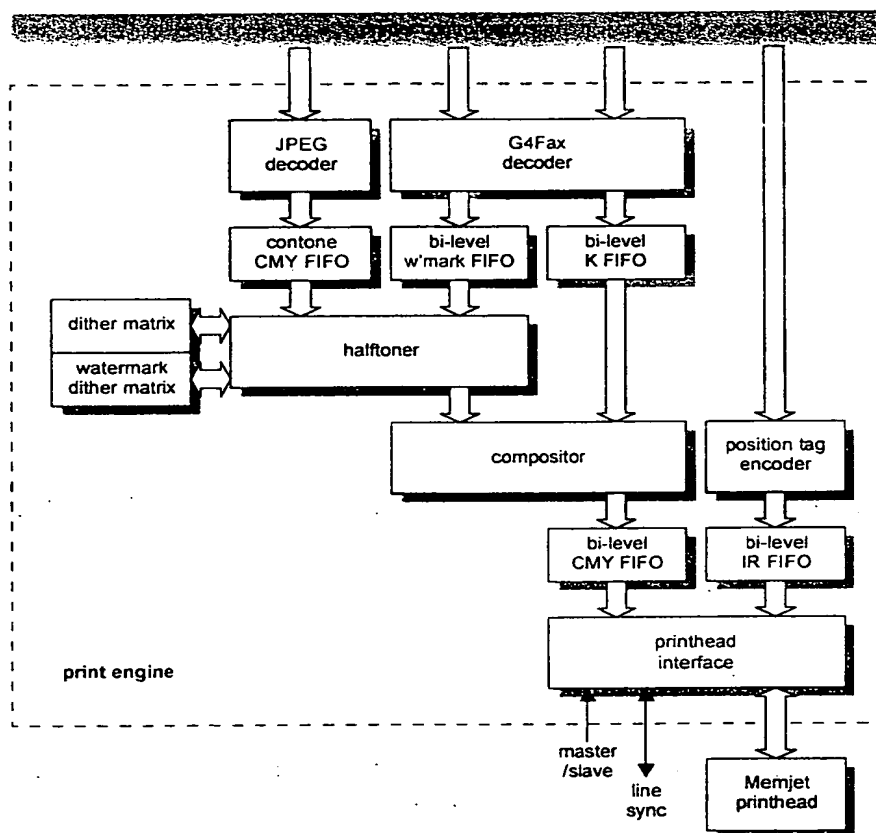 JPEG
decoder
G4Fax
decoder
contone
CMY FIFO
bi-level
w'mark FIFO
bi-level
K FIFO
dither matrix
watermark
dither matrix
halftoner
compositor
position tag
encoder
bi-level
CMY FIFO
bi-level
IR FIFO
printhead
interface
print engine
master
/slave
line
sync
Memjet
printhead